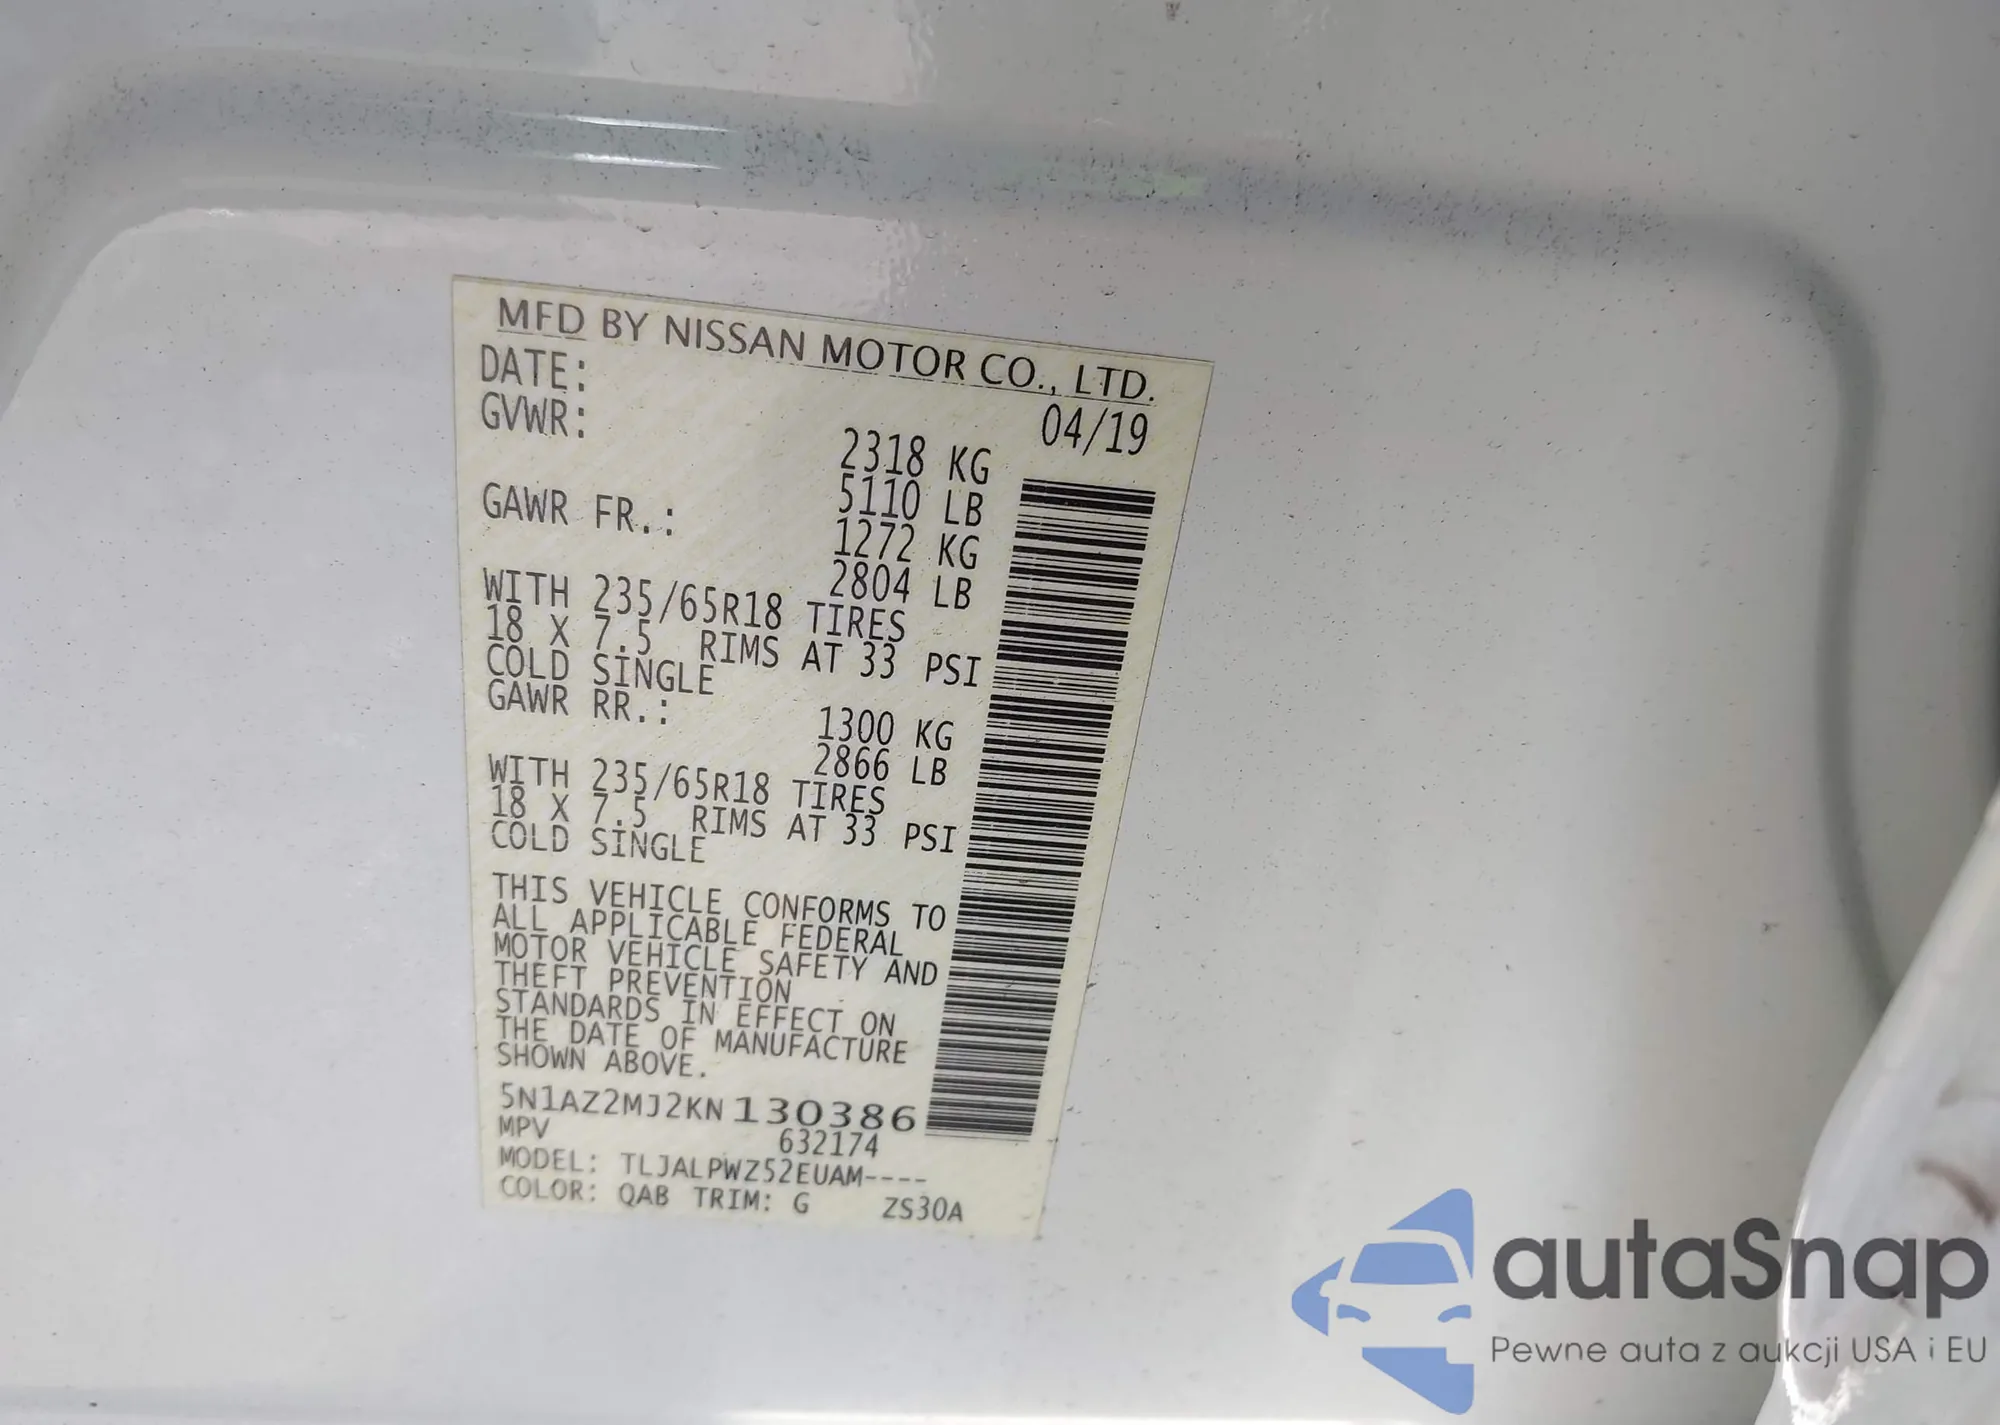 MFD BY NISSAN MOTOR CO., LTD.
DATE: 04/19
GVWR: 2318 KG
5110 LB
GAWR FR.: 1272 KG
2804 LB
WITH 235/65R18 TIRES
18 X 7.5 RIMS AT 33 PSI
COLD SINGLE
GAWR RR.: 1300 KG
2866 LB
WITH 235/65R18 TIRES
18 X 7.5 RIMS AT 33 PSI
COLD SINGLE
THIS VEHICLE CONFORMS TO
ALL APPLICABLE FEDERAL
MOTOR VEHICLE SAFETY AND
THEFT PREVENTION
STANDARDS IN EFFECT ON
THE DATE OF MANUFACTURE
SHOWN ABOVE.
5N1AZ2MJ2KN130386
MPV 632174
MODEL: TLJALPWZ52EUAM----
COLOR: QAB TRIM: G ZS30A
autaSnap
Pewne auta z aukcji USA i EU